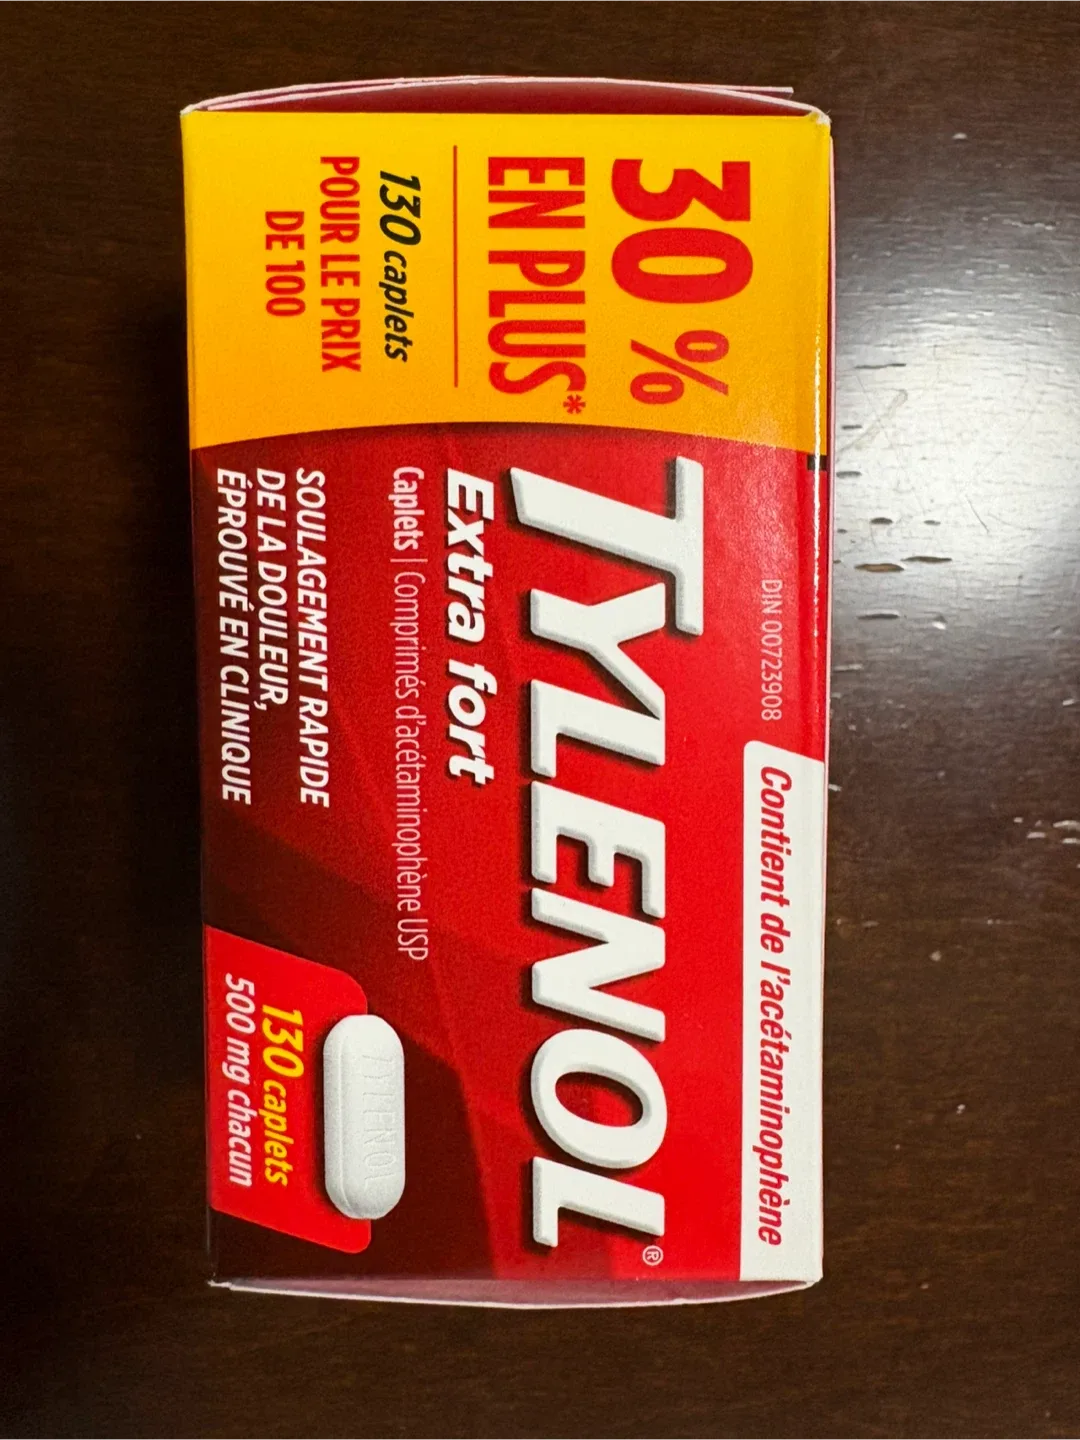 30 %
EN PLUS*
130 caplets
POUR LE PRIX
DE 100
DIN 00723908
Contient de l'acétaminophène
TYLENOL®
Extra fort
Caplets | Comprimés d'acétaminophène USP
SOULAGEMENT RAPIDE
DE LA DOULEUR,
ÉPROUVÉ EN CLINIQUE
TYLENOL
130 caplets
500 mg chacun